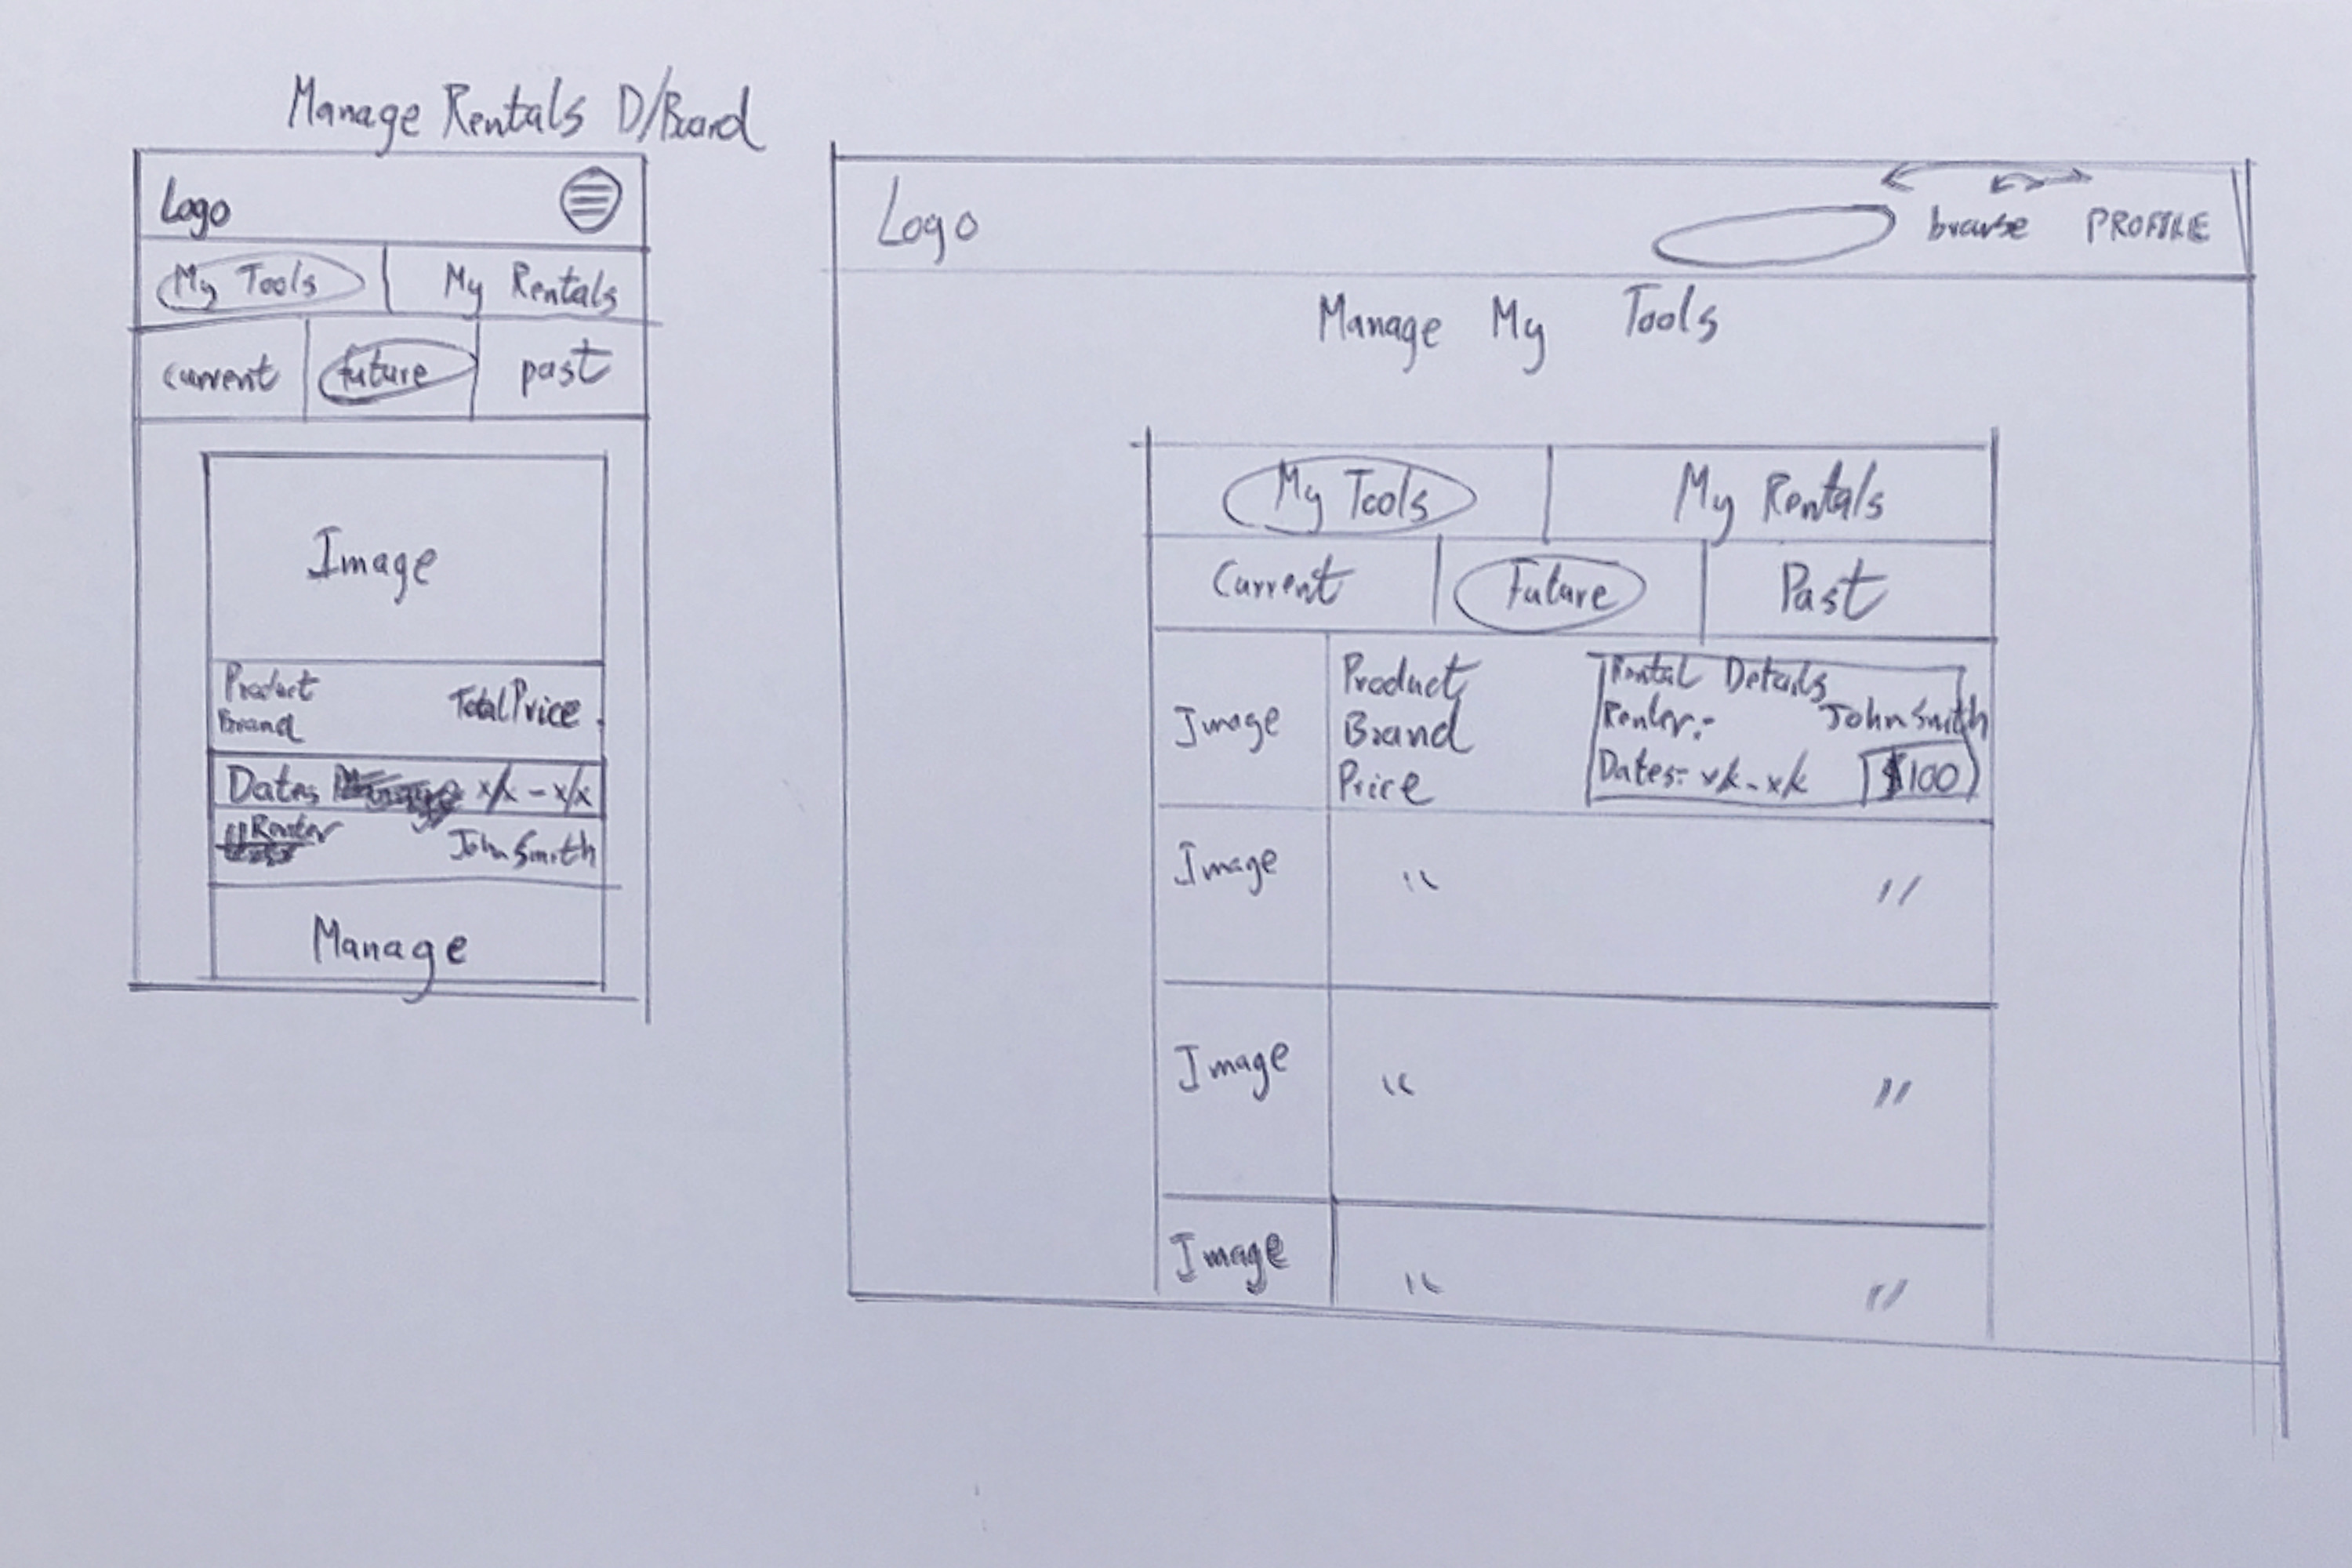 Manage Rentals D/Board
Logo
My Tools My Rentals
current future past
Image
Product
Brand
Total Price
Dates x/x - x/x
Renter John Smith
Manage
Logo browse PROFILE
Manage My Tools
My Tools My Rentals
Current Future Past
Image
Product
Brand
Price
Rental Details
Renter:- John Smith
Dates:- x/x - x/x $100
Image " "
Image " "
Image " "